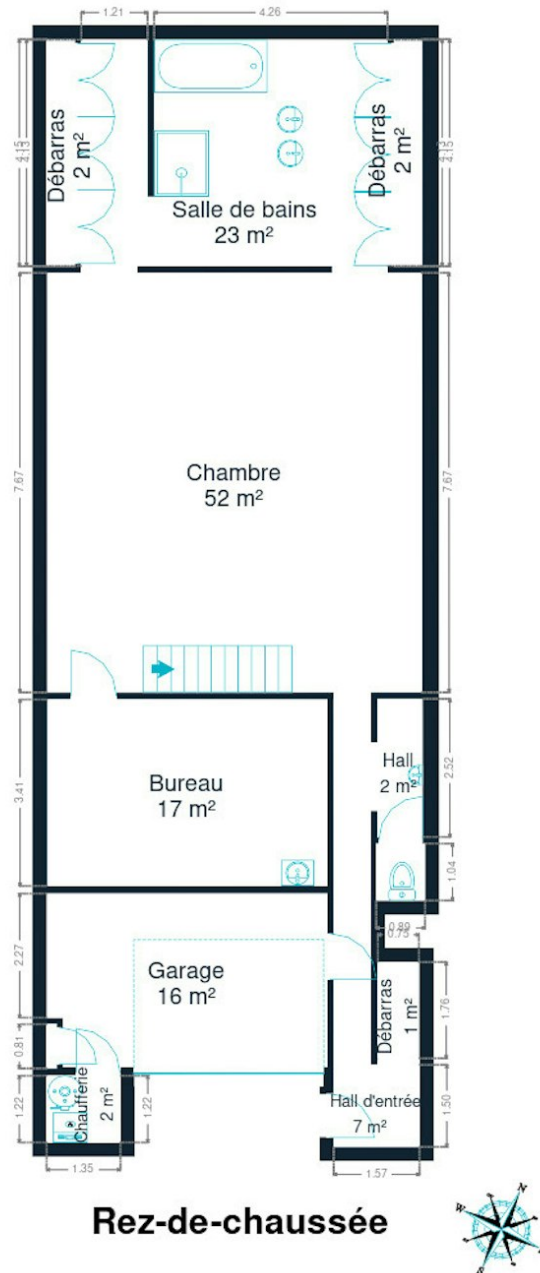 1.21
4.26
4.13
4.15
Débarras
2 m²
Débarras
2 m²
4.15
Salle de bains
23 m²
7.67
7.67
Chambre
52 m²
3.41
Bureau
17 m²
Hall
2 m²
2.52
1.04
0.89
0.75
2.27
Garage
16 m²
Débarras
1 m²
1.76
0.81
1.22
Chaufferie
2 m²
1.22
Hall d'entrée
7 m²
1.50
1.35
1.57
Rez-de-chaussée
N
W
S